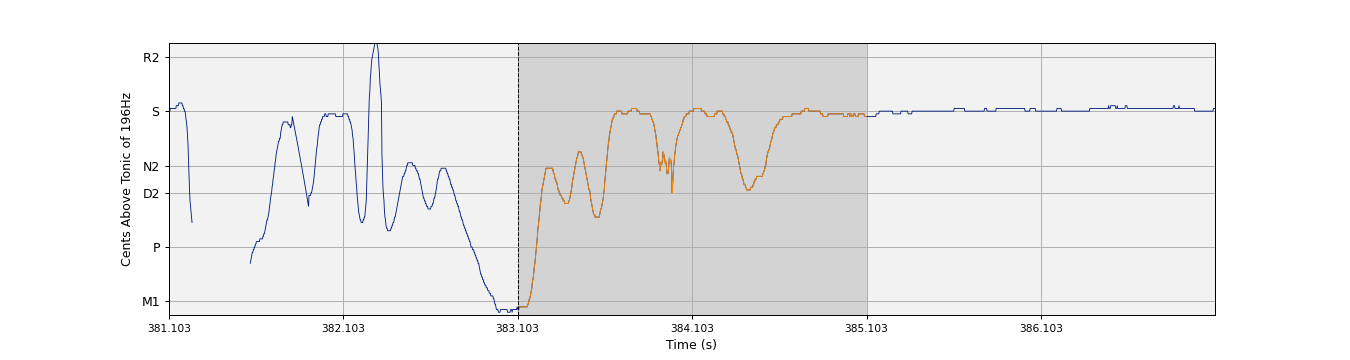 R2
S
N2
D2
P
M1
Cents Above Tonic of 196Hz
381.103 382.103 383.103 384.103 385.103 386.103
Time (s)